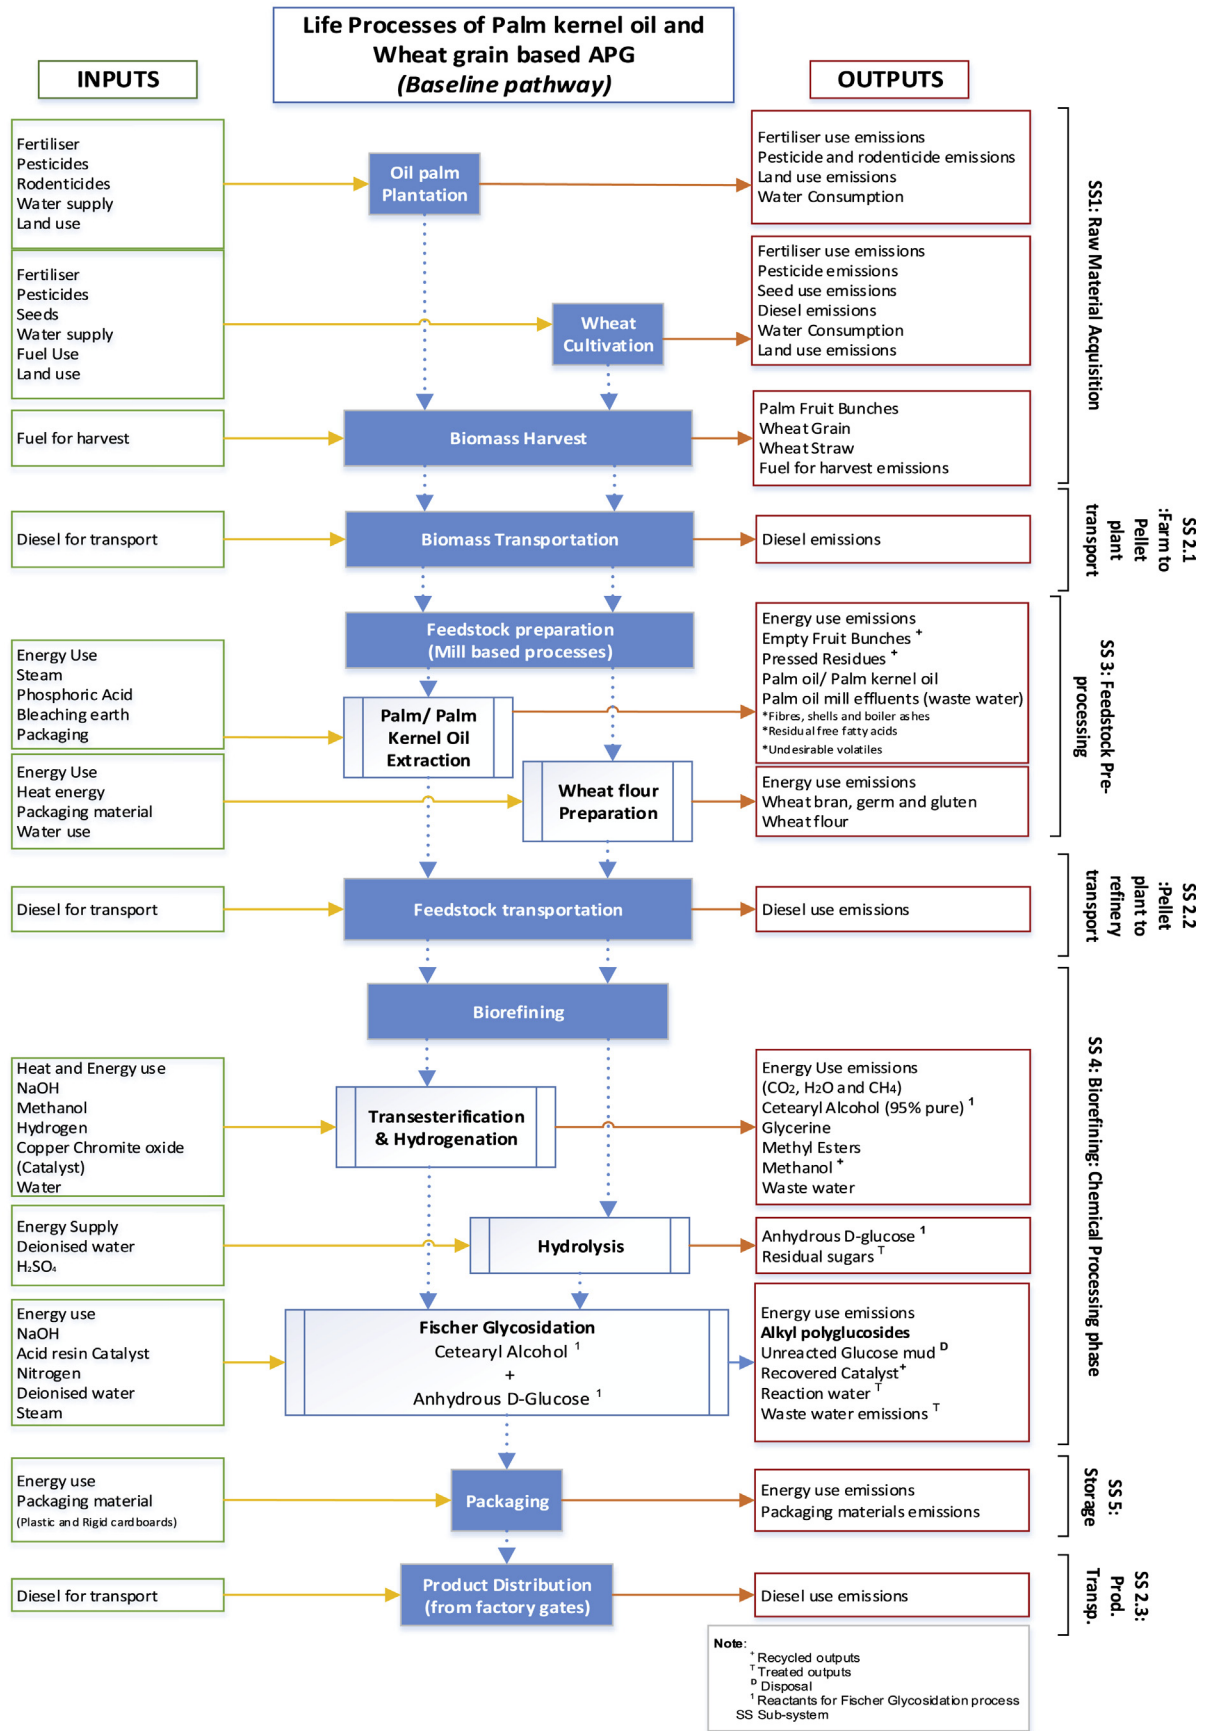 Life Processes of Palm kernel oil and
Wheat grain based APG
(Baseline pathway)
INPUTS
OUTPUTS
Fertiliser
Pesticides
Rodenticides
Water supply
Land use
Oil palm
Plantation
Fertiliser use emissions
Pesticide and rodenticide emissions
Land use emissions
Water Consumption
SS1: Raw Material Acquisition
Fertiliser
Pesticides
Seeds
Water supply
Fuel Use
Land use
Wheat
Cultivation
Fertiliser use emissions
Pesticide emissions
Seed use emissions
Diesel emissions
Water Consumption
Land use emissions
Fuel for harvest
Biomass Harvest
Palm Fruit Bunches
Wheat Grain
Wheat Straw
Fuel for harvest emissions
Diesel for transport
Biomass Transportation
Diesel emissions
SS 2.1
:Farm to
Pellet
plant
transport
Feedstock preparation
(Mill based processes)
Energy Use
Steam
Phosphoric Acid
Bleaching earth
Packaging
Palm/ Palm
Kernel Oil
Extraction
Energy use emissions
Empty Fruit Bunches +
Pressed Residues +
Palm oil/ Palm kernel oil
Palm oil mill effluents (waste water)
*Fibres, shells and boiler ashes
*Residual free fatty acids
*Undesirable volatiles
SS 3: Feedstock Pre-
processing
Energy Use
Heat energy
Packaging material
Water use
Wheat flour
Preparation
Energy use emissions
Wheat bran, germ and gluten
Wheat flour
Diesel for transport
Feedstock transportation
Diesel use emissions
SS 2.2
:Pellet
plant to
refinery
transport
Biorefining
Heat and Energy use
NaOH
Methanol
Hydrogen
Copper Chromite oxide
(Catalyst)
Water
Transesterification
& Hydrogenation
Energy Use emissions
(CO₂, H₂O and CH₄)
Cetearyl Alcohol (95% pure) ¹
Glycerine
Methyl Esters
Methanol +
Waste water
SS 4: Biorefining: Chemical Processing phase
Energy Supply
Deionised water
H₂SO₄
Hydrolysis
Anhydrous D-glucose ¹
Residual sugars ᵀ
Energy use
NaOH
Acid resin Catalyst
Nitrogen
Deionised water
Steam
Fischer Glycosidation
Cetearyl Alcohol ¹
+
Anhydrous D-Glucose ¹
Energy use emissions
Alkyl polyglucosides
Unreacted Glucose mud ᴰ
Recovered Catalyst+
Reaction water ᵀ
Waste water emissions ᵀ
Energy use
Packaging material
(Plastic and Rigid cardboards)
Packaging
Energy use emissions
Packaging materials emissions
SS 5:
Storage
Diesel for transport
Product Distribution
(from factory gates)
Diesel use emissions
SS 2.3:
Prod.
Transp.
Note:
+ Recycled outputs
ᵀ Treated outputs
ᴰ Disposal
¹ Reactants for Fischer Glycosidation process
SS Sub-system